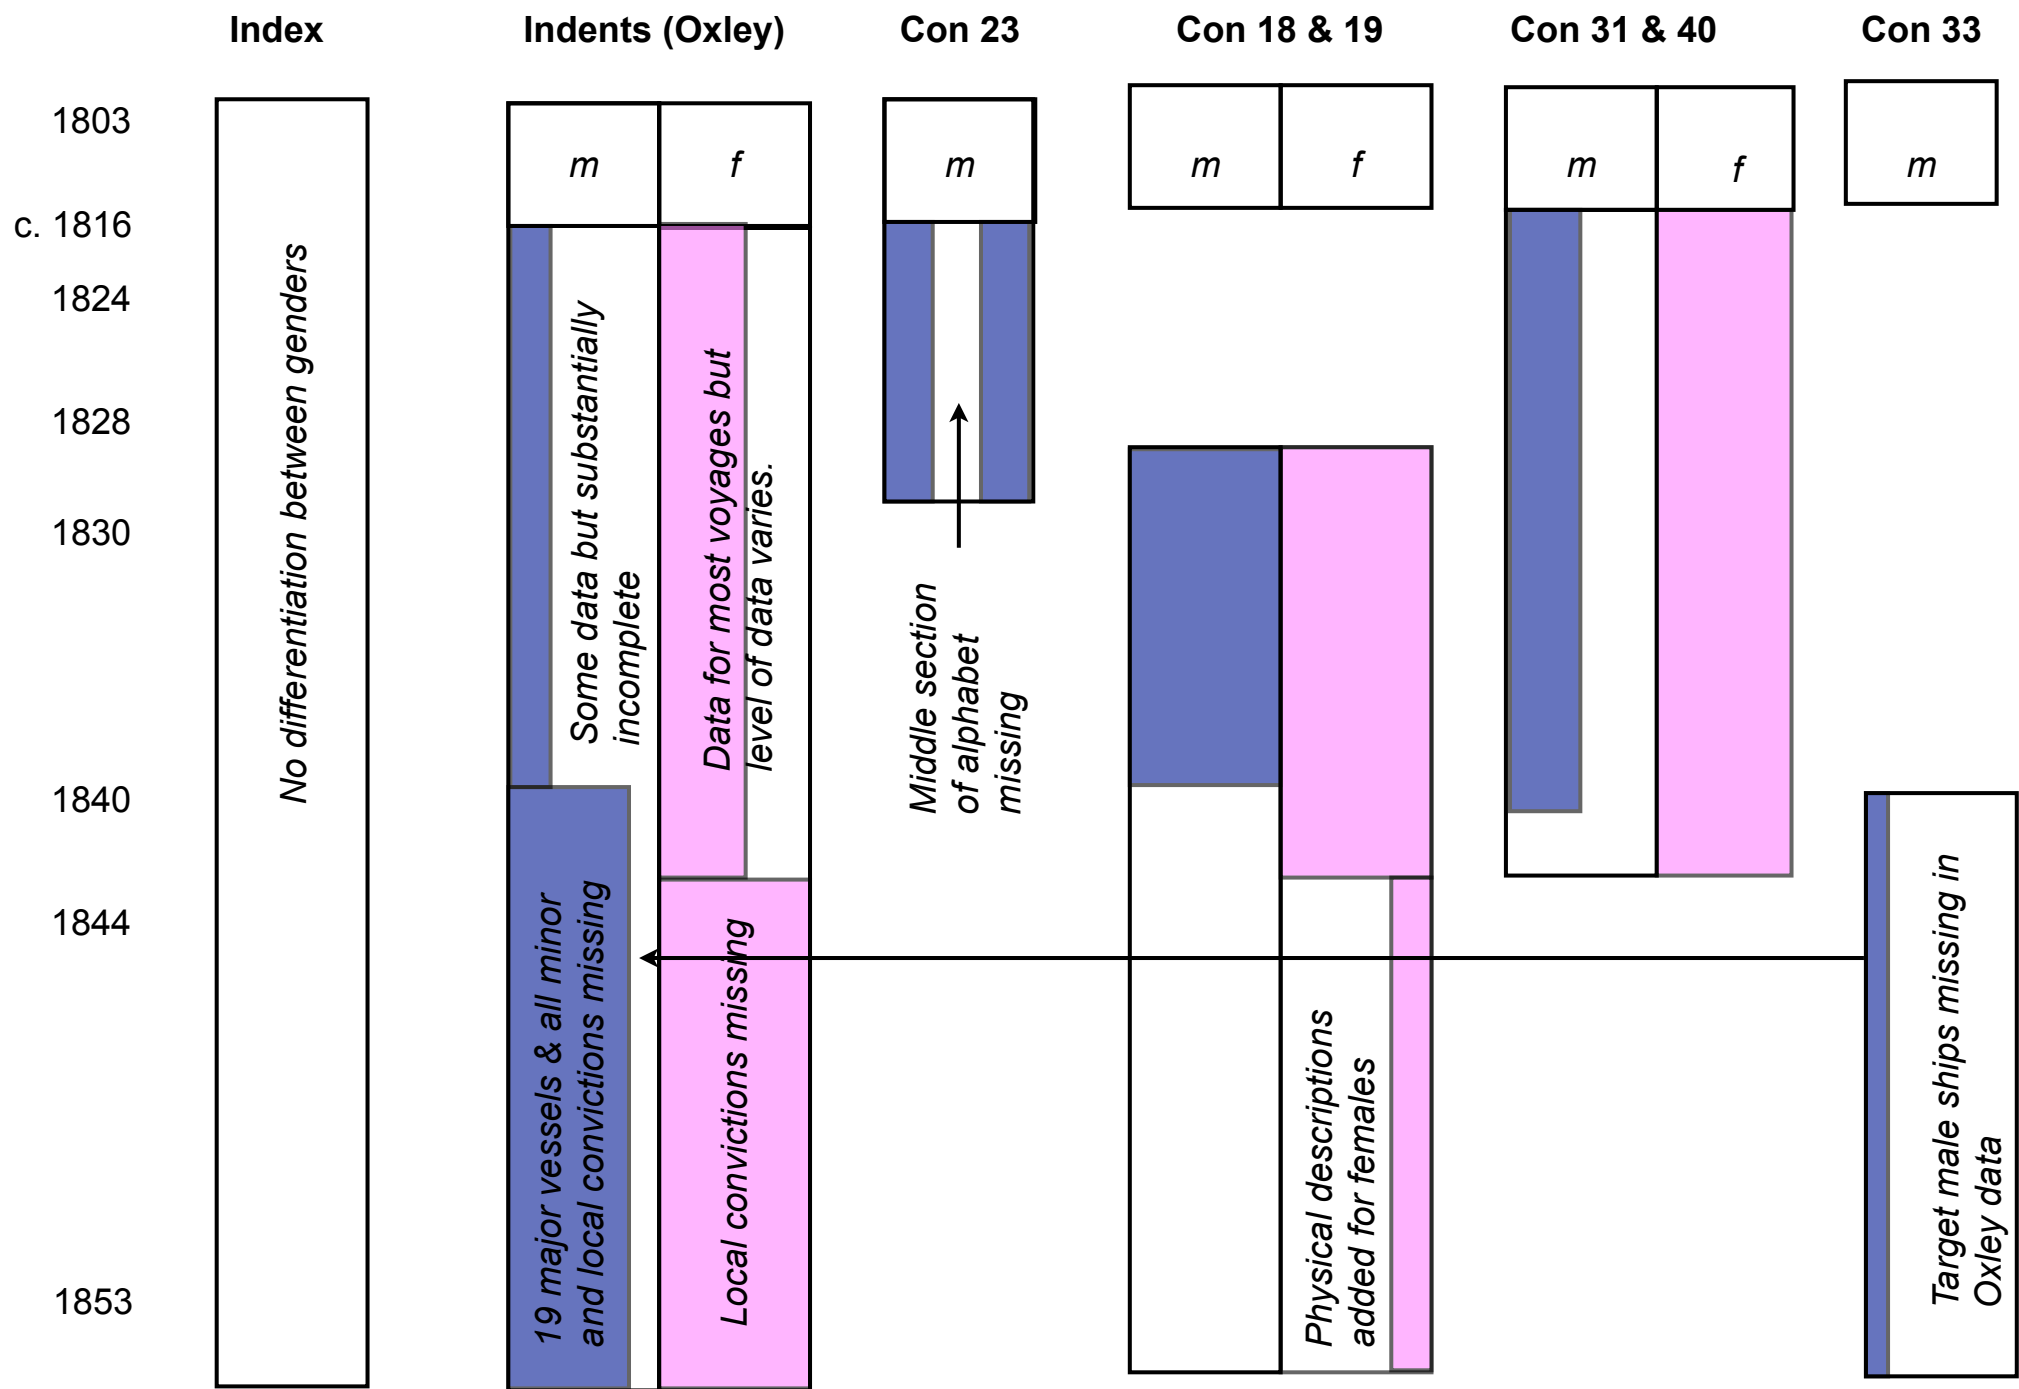 Index
Indents (Oxley)
Con 23
Con 18 & 19
Con 31 & 40
Con 33
1803
c. 1816
1824
1828
1830
1840
1844
1853
m
f
m
m
f
m
f
m
No differentiation between genders
Some data but substantially
incomplete
Data for most voyages but
level of data varies.
19 major vessels & all minor
and local convictions missing
Local convictions missing
Middle section
of alphabet
missing
Physical descriptions
added for females
Target male ships missing in
Oxley data